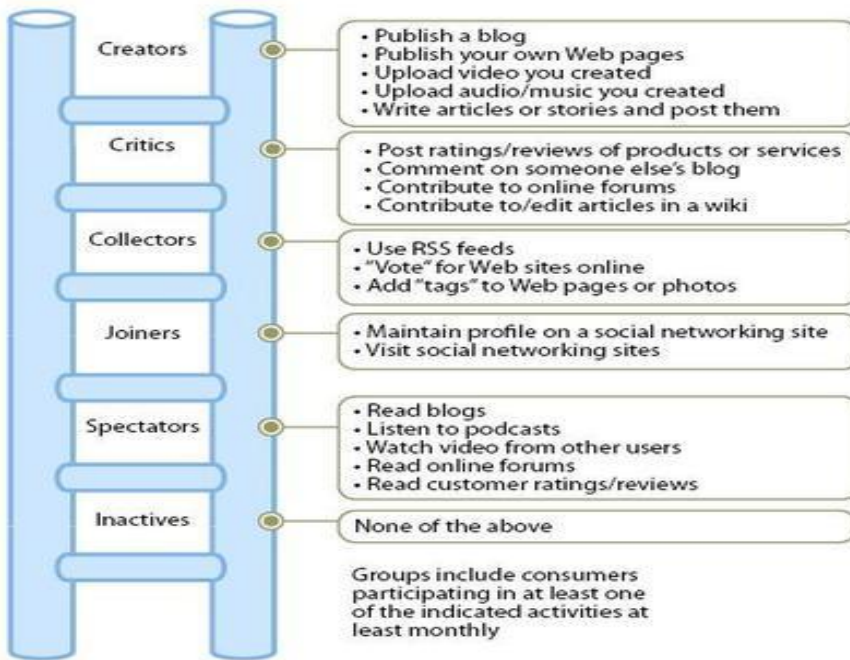 Creators
• Publish a blog
• Publish your own Web pages
• Upload video you created
• Upload audio/music you created
• Write articles or stories and post them
Critics
• Post ratings/reviews of products or services
• Comment on someone else's blog
• Contribute to online forums
• Contribute to/edit articles in a wiki
Collectors
• Use RSS feeds
• "Vote" for Web sites online
• Add "tags" to Web pages or photos
Joiners
• Maintain profile on a social networking site
• Visit social networking sites
Spectators
• Read blogs
• Listen to podcasts
• Watch video from other users
• Read online forums
• Read customer ratings/reviews
Inactives
None of the above
Groups include consumers
participating in at least one
of the indicated activities at
least monthly